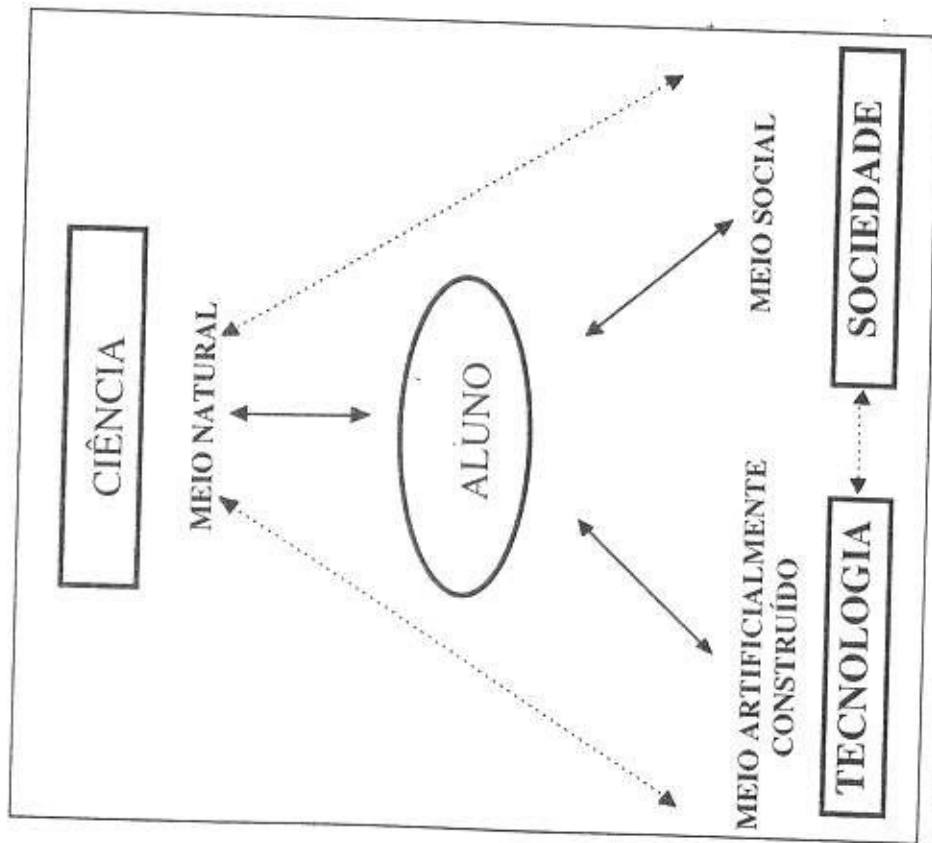 CIÊNCIA
MEIO NATURAL
ALUNO
MEIO ARTIFICIALMENTE
CONSTRUÍDO
MEIO SOCIAL
TECNOLOGIA
SOCIEDADE